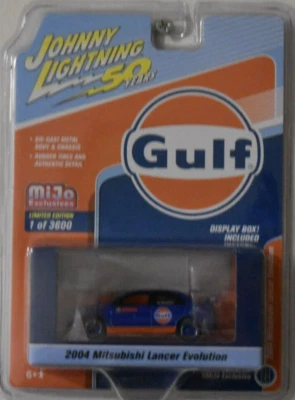 JOHNNY
LIGHTNING
50
YEARS
• DIE-CAST METAL
BODY & CHASSIS
• RUBBER TIRES AND
AUTHENTIC DETAIL
Gulf
MiJo
Exclusives
LIMITED EDITION
1 of 3600
DISPLAY BOX!
INCLUDED
Gulf
2004 Mitsubishi Lancer Evolution